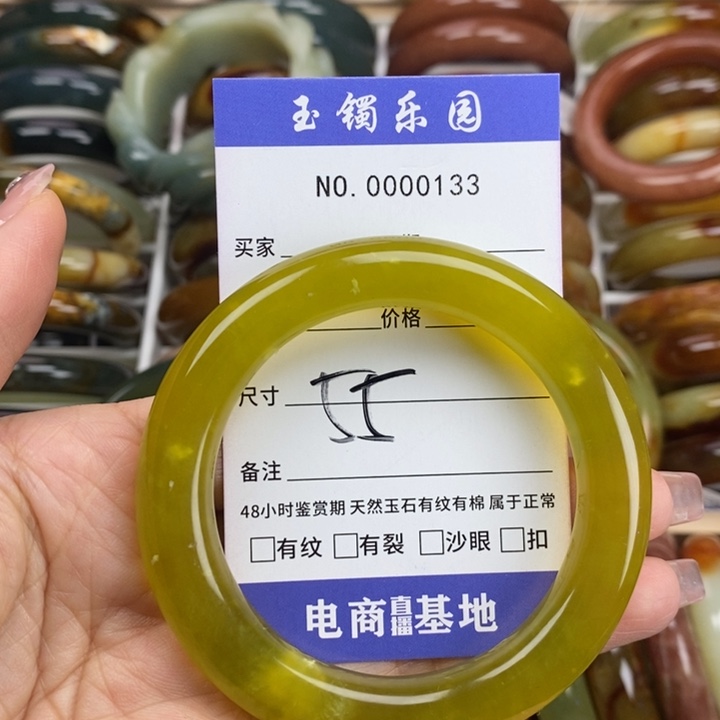 玉镯乐园
NO.0000133
买家
价格
尺寸
备注
48小时鉴赏期 天然玉石有纹有棉 属于正常
□有纹 □有裂 □沙眼 □扣
电商直播基地